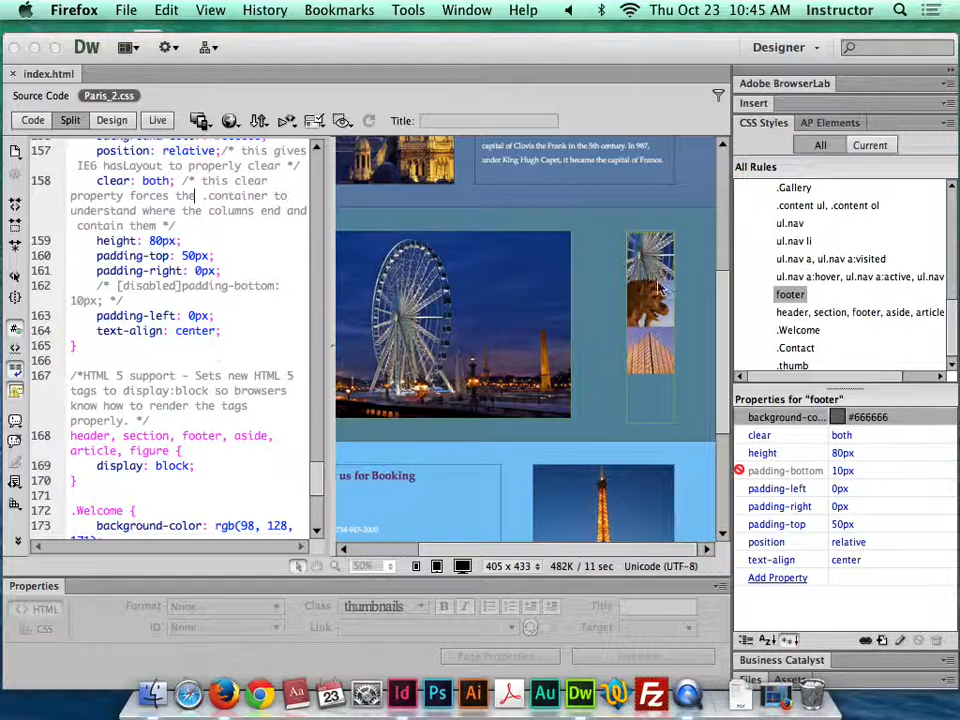 Firefox File Edit View History Bookmarks Tools Window Help Thu Oct 23 10:45 AM Instructor
Dw Designer
× index.html
Source Code Paris_2.css
Code Split Design Live Title:
Adobe BrowserLab
Insert
CSS Styles AP Elements
All Current
All Rules
.Gallery
.content ul, .content ol
ul.nav
ul.nav li
ul.nav a, ul.nav a:visited
ul.nav a:hover, ul.nav a:active, ul.nav
footer
header, section, footer, aside, article
.Welcome
.Contact
.thumb
157 position: relative;/* this gives
IE6 hasLayout to properly clear */
158 clear: both; /* this clear
property forces the .container to
understand where the columns end and
contain them */
159 height: 80px;
160 padding-top: 50px;
161 padding-right: 0px;
162 /* [disabled]padding-bottom:
10px; */
163 padding-left: 0px;
164 text-align: center;
165 }
166
167 /*HTML 5 support - Sets new HTML 5
tags to display:block so browsers
know how to render the tags
properly. */
168 header, section, footer, aside,
article, figure {
169 display: block;
170 }
171
172 .Welcome {
173 background-color: rgb(98, 128,
capital of Clovis the Frank in the 5th century. In 987,
under King Hugh Capet, it became the capital of France.
us for Booking
734-945-2000
Properties for "footer"
background-co... #666666
clear both
height 80px
padding-bottom 10px
padding-left 0px
padding-right 0px
padding-top 50px
position relative
text-align center
Add Property
50% 405 x 433 482K / 11 sec Unicode (UTF-8)
Properties
HTML Format None Class thumbnails B I Title
CSS ID None Link Target
Page Properties...
Business Catalyst
Files Assets
Aa 23 Id Ps Ai Au Dw Fz